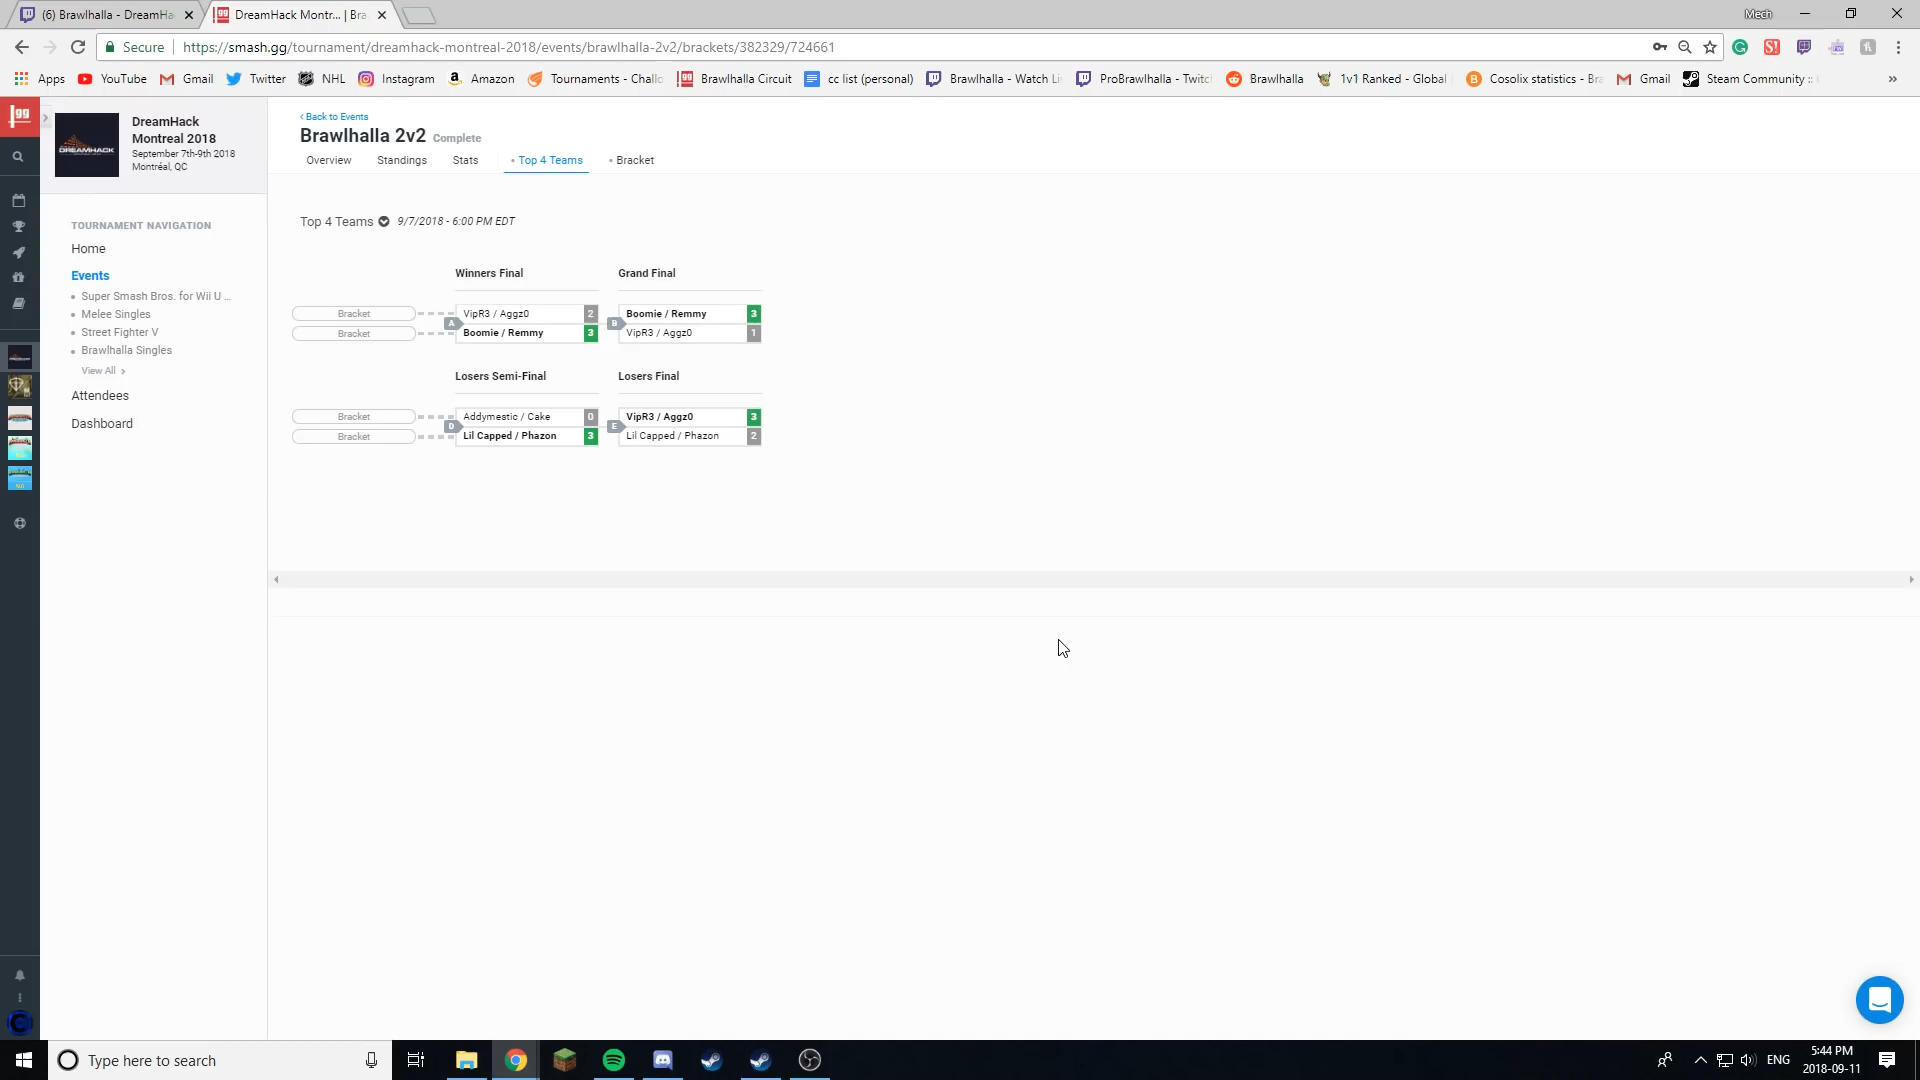 (6) Brawlhalla - DreamHa
DreamHack Montr... | Bra
Mech
Secure
https://smash.gg/tournament/dreamhack-montreal-2018/events/brawlhalla-2v2/brackets/382329/724661
Apps
YouTube
Gmail
Twitter
NHL
Instagram
Amazon
Tournaments - Challo
Brawlhalla Circuit
cc list (personal)
Brawlhalla - Watch Li
ProBrawlhalla - Twitc
Brawlhalla
1v1 Ranked - Global
Cosolix statistics - Bra
Gmail
Steam Community ::
»
gg
DREAMHACK
DreamHack
Montreal 2018
September 7th-9th 2018
Montréal, QC
TOURNAMENT NAVIGATION
Home
Events
Super Smash Bros. for Wii U ...
Melee Singles
Street Fighter V
Brawlhalla Singles
View All
Attendees
Dashboard
Back to Events
Brawlhalla 2v2 Complete
Overview
Standings
Stats
Top 4 Teams
Bracket
Top 4 Teams 9/7/2018 - 6:00 PM EDT
Winners Final
Grand Final
Bracket
Bracket
A
VipR3 / Aggz0 2
Boomie / Remmy 3
B
Boomie / Remmy 3
VipR3 / Aggz0 1
Losers Semi-Final
Losers Final
Bracket
Bracket
D
Addymestic / Cake 0
Lil Capped / Phazon 3
E
VipR3 / Aggz0 3
Lil Capped / Phazon 2
Type here to search
ENG
5:44 PM
2018-09-11